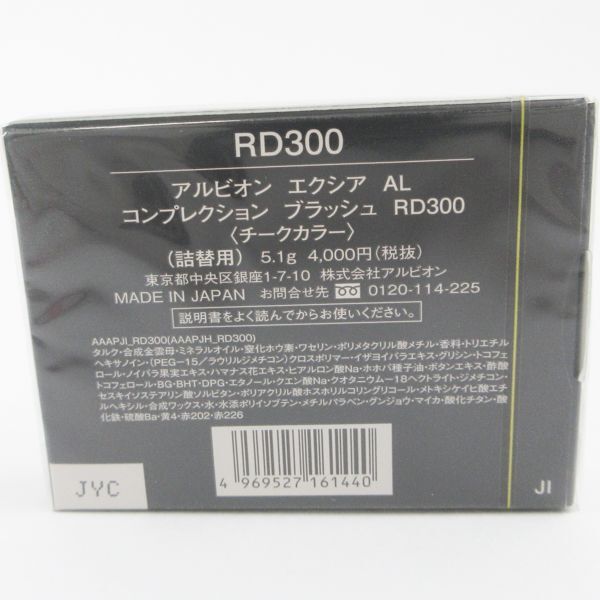 RD300
アルビオン エクシア AL
コンプレクション ブラッシュ RD300
〈チークカラー〉
(詰替用) 5.1g 4,000円(税抜)
東京都中央区銀座1-7-10 株式会社アルビオン
MADE IN JAPAN お問合せ先 0120-114-225
説明書をよく読んでからお使いください。
AAAPJI_RD300(AAAPJH_RD300)
タルク・合成金雲母・ミネラルオイル・窒化ホウ素・ワセリン・ポリメタクリル酸メチル・香料・トリエチル
ヘキサノイン・(PEG-15/ラウリルジメチコン)クロスポリマー・イザヨイバラエキス・グリシン・トコフェ
ロール・ノイバラ果実エキス・ハマナス花エキス・ヒアルロン酸Na・ホホバ種子油・ボタンエキス・酢酸
トコフェロール・BG・BHT・DPG・エタノール・クエン酸Na・クオタニウム-18ヘクトライト・ジメチコン・
セスキイソステアリン酸ソルビタン・ポリアクリル酸ホスホリルコリングリコール・メトキシケイヒ酸エチ
ルヘキシル・合成ワックス・水・水添ポリイソブテン・メチルパラベン・グンジョウ・マイカ・酸化チタン・酸
化鉄・硫酸Ba・黄4・赤202・赤226
JYC
4 969527 161440
JI